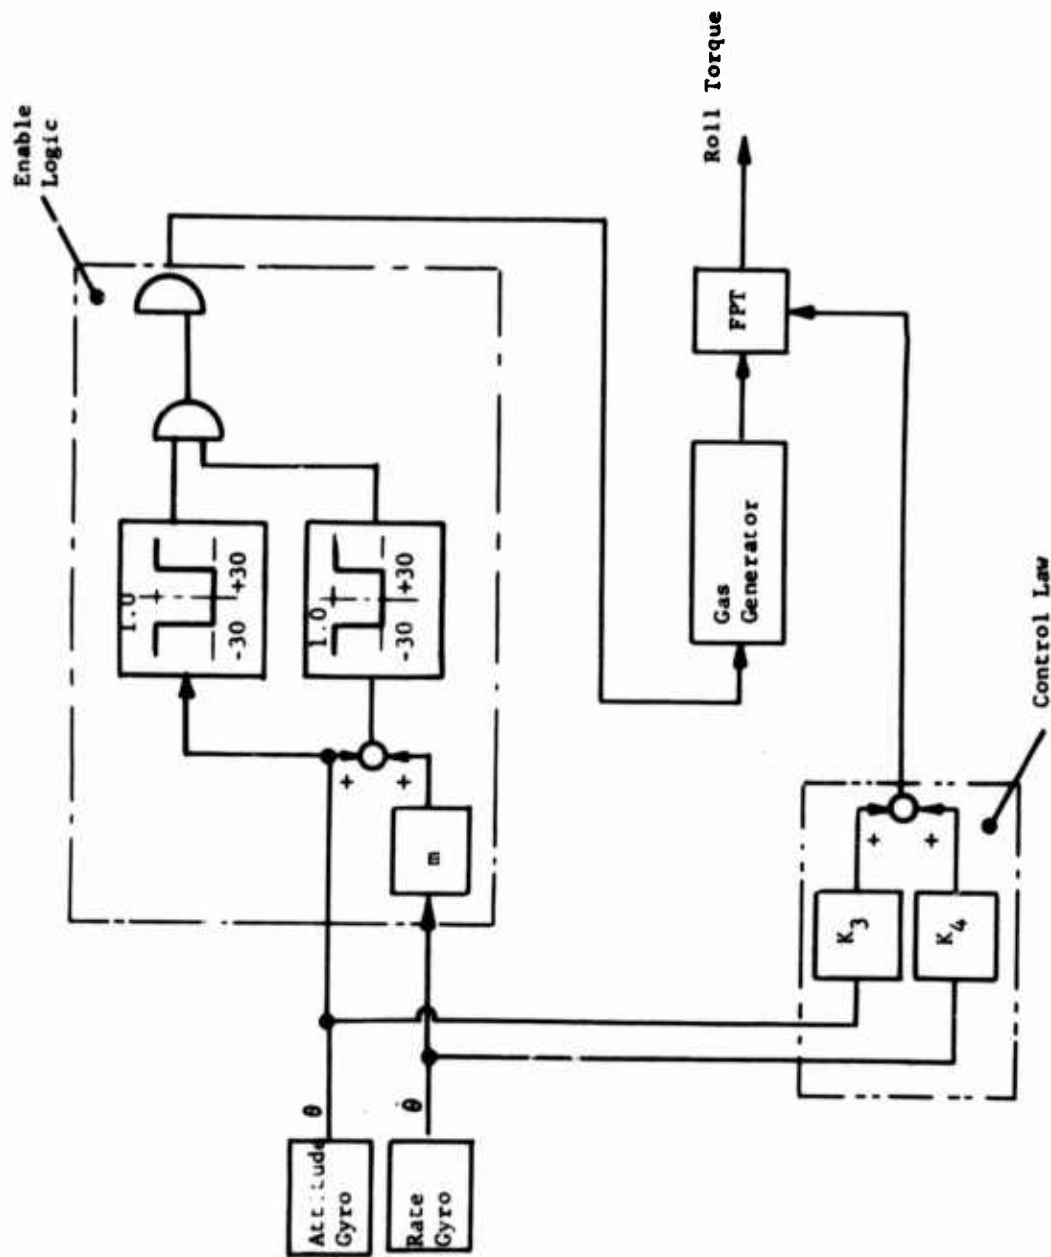 Enable
Logic
1.0
-30 +30
1.0
-30 +30
+
+
m
Attitude
Gyro
θ
Rate
Gyro
θ̇
Gas
Generator
FPT
Roll Torque
K3
K4
+
+
Control Law